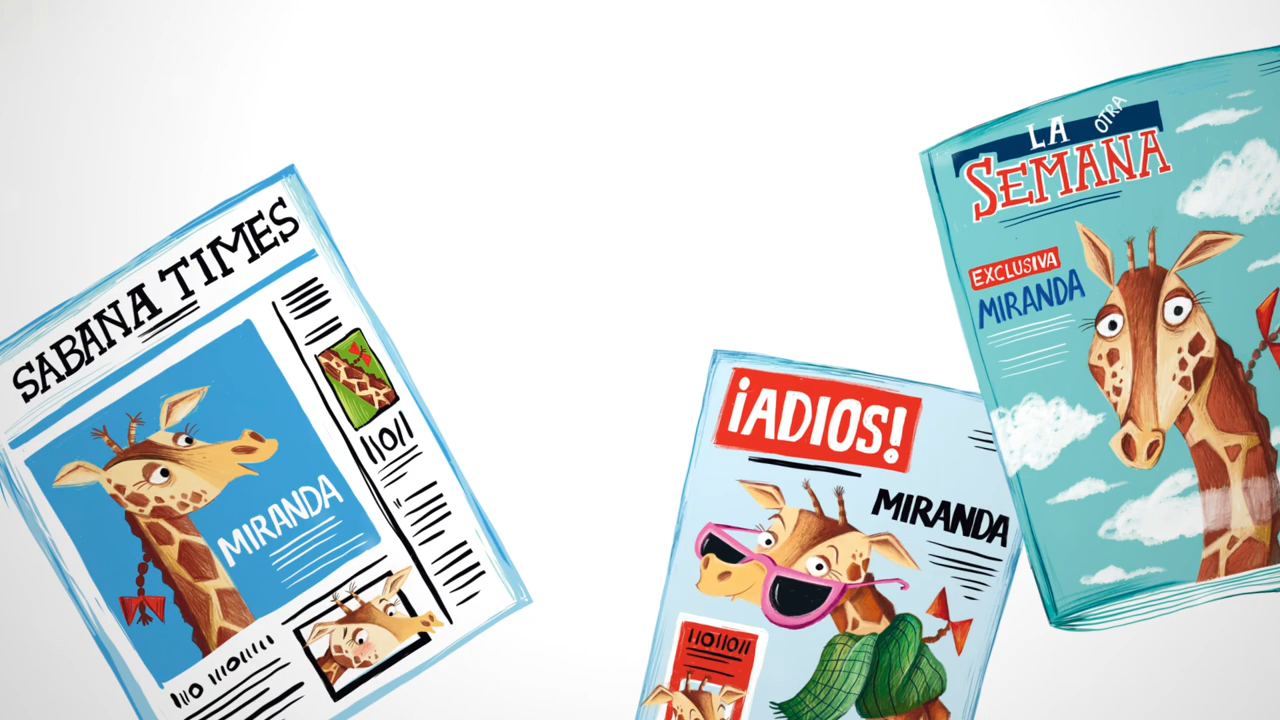 SABANA TIMES
MIRANDA
¡ADIOS!
MIRANDA
LA OTRA
SEMANA
EXCLUSIVA
MIRANDA